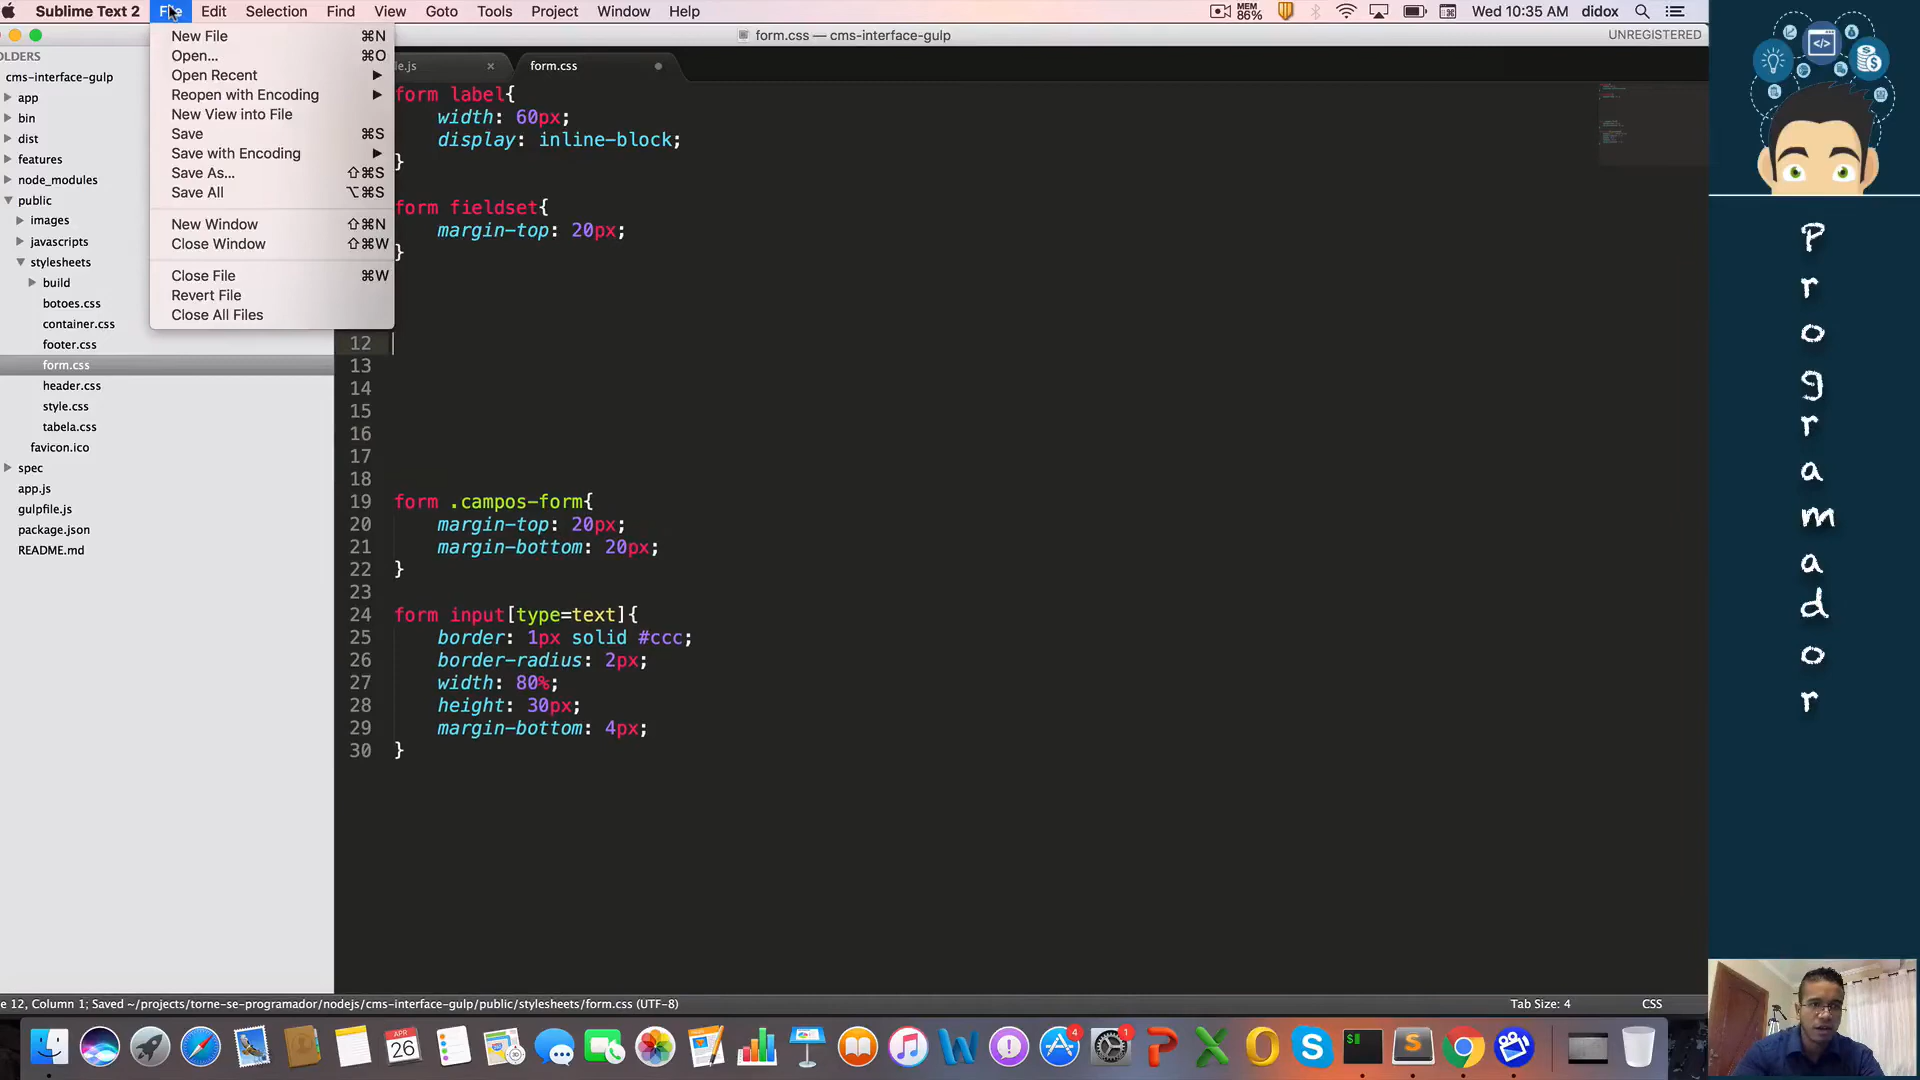 Sublime Text 2 File Edit Selection Find View Goto Tools Project Window Help MEM 86% Wed 10:35 AM didox
form.css — cms-interface-gulp UNREGISTERED
New File ⌘N
Open... ⌘O
Open Recent
Reopen with Encoding
New View into File
Save ⌘S
Save with Encoding
Save As... ⇧⌘S
Save All ⌥⌘S
New Window ⇧⌘N
Close Window ⇧⌘W
Close File ⌘W
Revert File
Close All Files
OLDERS
cms-interface-gulp
app
bin
dist
features
node_modules
public
images
javascripts
stylesheets
build
botoes.css
container.css
footer.css
form.css
header.css
style.css
tabela.css
favicon.ico
spec
app.js
gulpfile.js
package.json
README.md
le.js form.css
form label{
width: 60px;
display: inline-block;
}
form fieldset{
margin-top: 20px;
}
12
13
14
15
16
17
18
19 form .campos-form{
20 margin-top: 20px;
21 margin-bottom: 20px;
22 }
23
24 form input[type=text]{
25 border: 1px solid #ccc;
26 border-radius: 2px;
27 width: 80%;
28 height: 30px;
29 margin-bottom: 4px;
30 }
e 12, Column 1; Saved ~/projects/torne-se-programador/nodejs/cms-interface-gulp/public/stylesheets/form.css (UTF-8) Tab Size: 4 CSS
APR
26
4
1
P
r
o
g
r
a
m
a
d
o
r